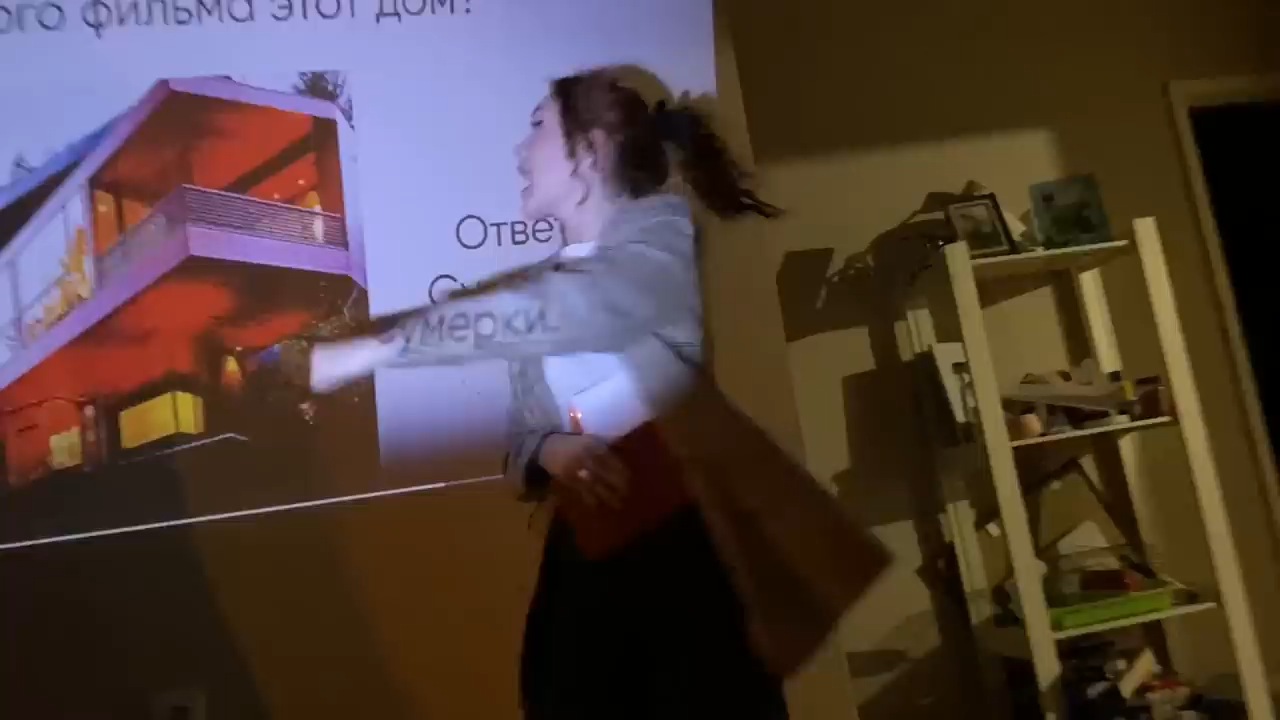 ого фильма этот дом?
Отве
Сумерки